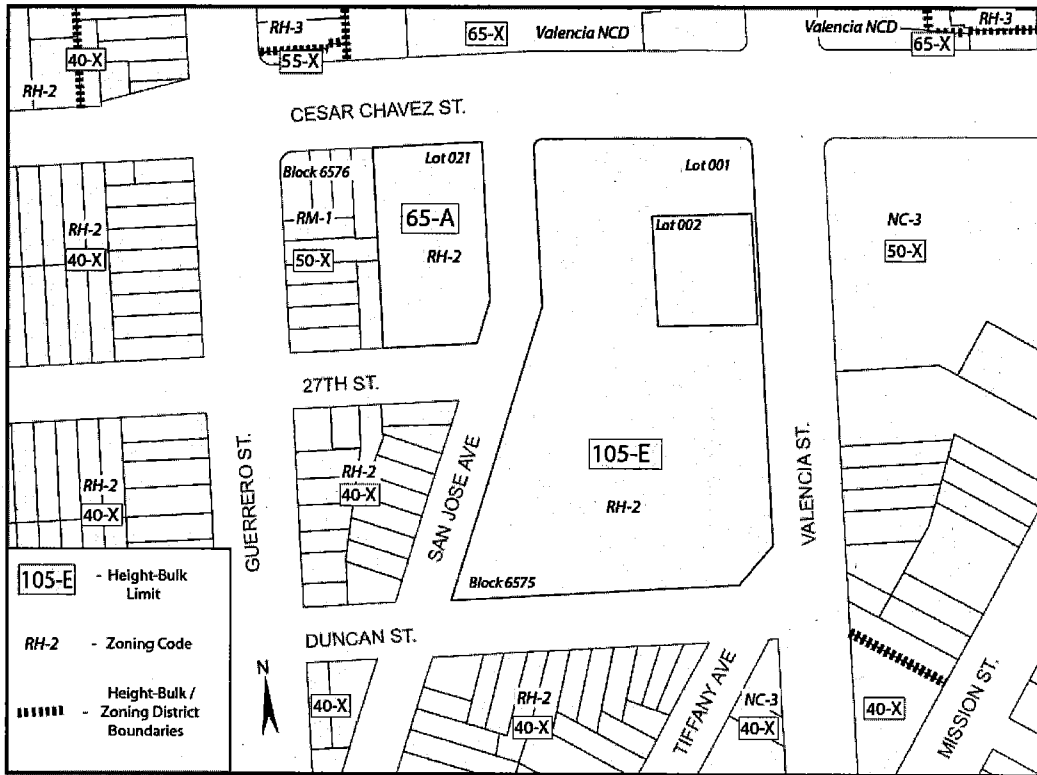 RH-3
65-X
Valencia NCD
Valencia NCD
RH-3
40-X
55-X
65-X
RH-2
CESAR CHAVEZ ST.
Block 6576
Lot 021
Lot 001
RM-1
65-A
Lot 002
NC-3
RH-2
40-X
50-X
RH-2
50-X
27TH ST.
GUERRERO ST.
SAN JOSE AVE
VALENCIA ST.
105-E
RH-2
40-X
RH-2
40-X
RH-2
Block 6575
105-E
- Height-Bulk
Limit
RH-2
- Zoning Code
- Height-Bulk /
Zoning District
Boundaries
N
DUNCAN ST.
40-X
RH-2
40-X
TIFFANY AVE
NC-3
40-X
40-X
MISSION ST.